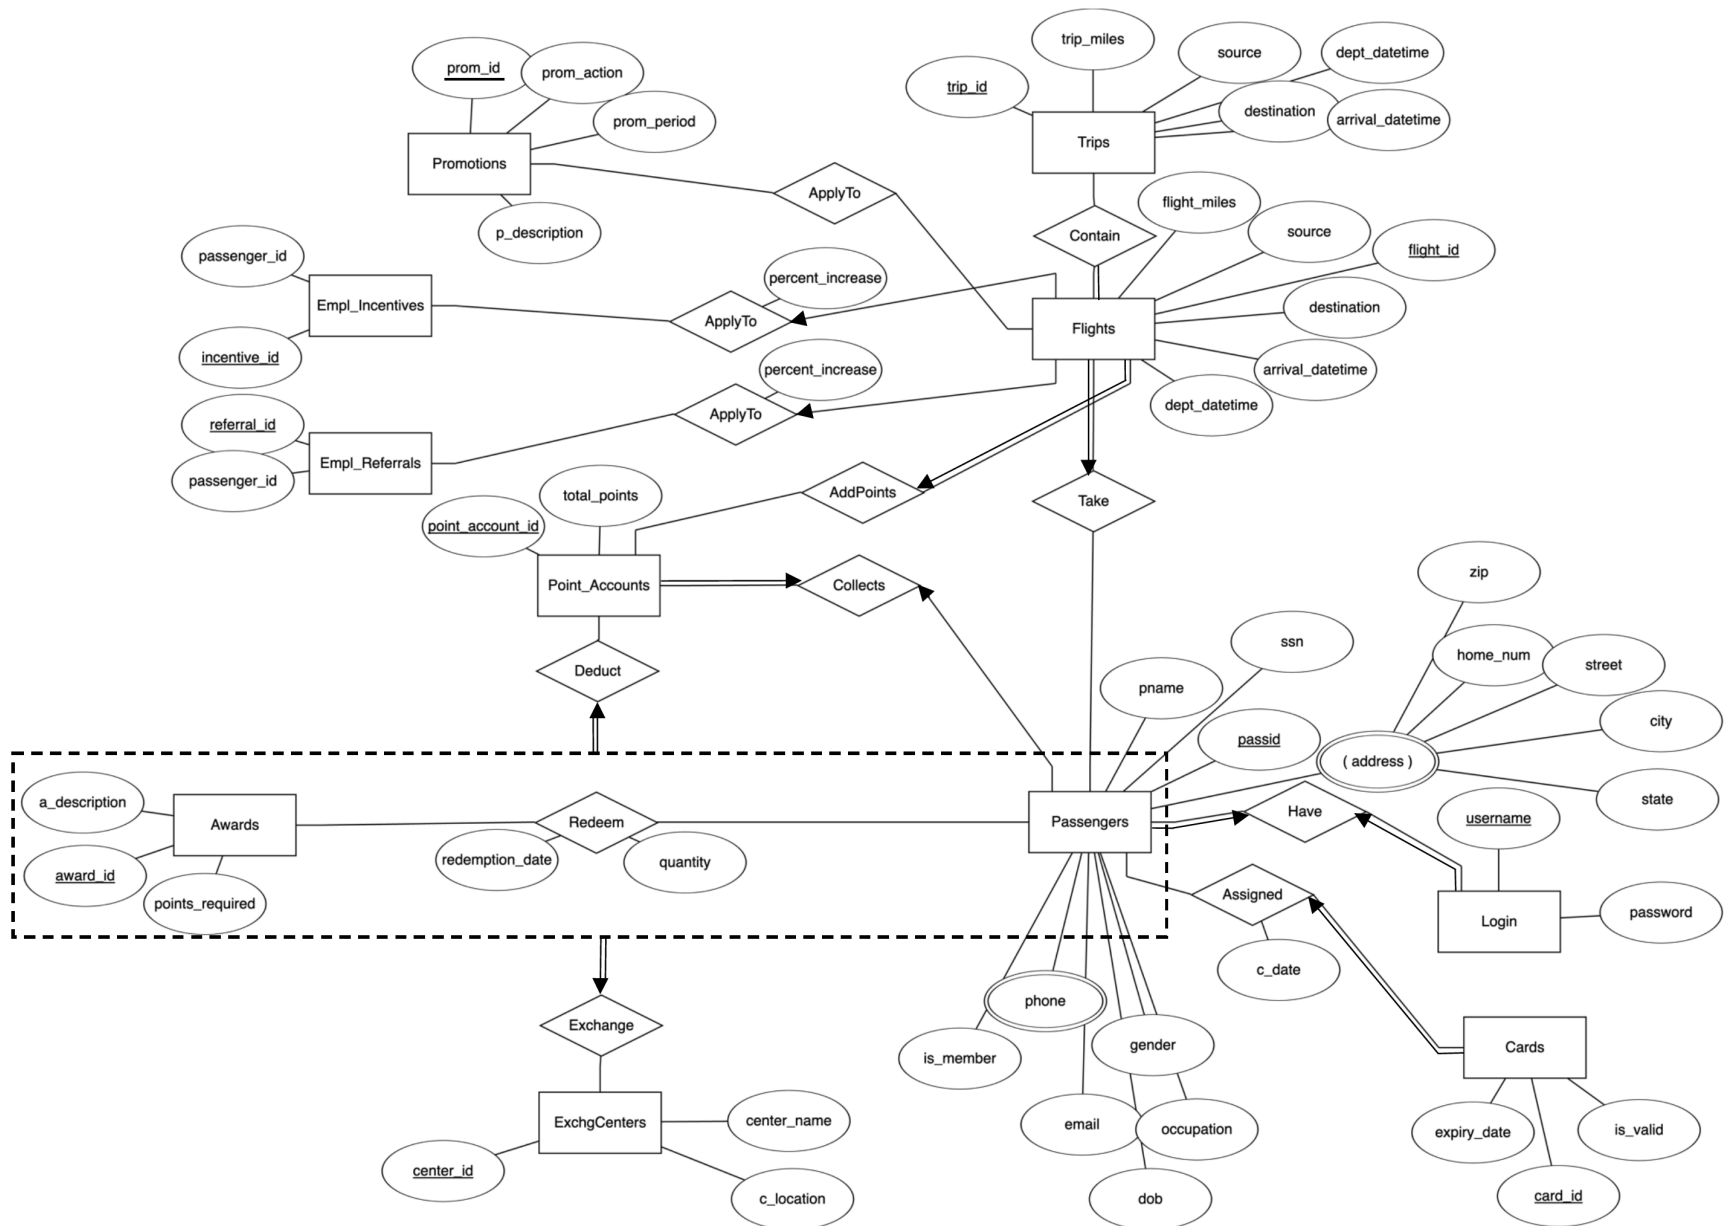 prom_id
prom_action
prom_period
Promotions
p_description
ApplyTo
trip_miles
trip_id
source
dept_datetime
destination
arrival_datetime
Trips
Contain
flight_miles
source
flight_id
destination
Flights
arrival_datetime
dept_datetime
passenger_id
Empl_Incentives
incentive_id
percent_increase
ApplyTo
percent_increase
ApplyTo
referral_id
Empl_Referrals
passenger_id
AddPoints
Take
total_points
point_account_id
Point_Accounts
Collects
Deduct
zip
home_num
street
city
( address )
state
ssn
pname
passid
a_description
Awards
award_id
points_required
Redeem
redemption_date
quantity
Passengers
Have
username
Login
password
Assigned
c_date
Exchange
phone
is_member
gender
email
occupation
dob
Cards
expiry_date
is_valid
card_id
ExchgCenters
center_name
center_id
c_location